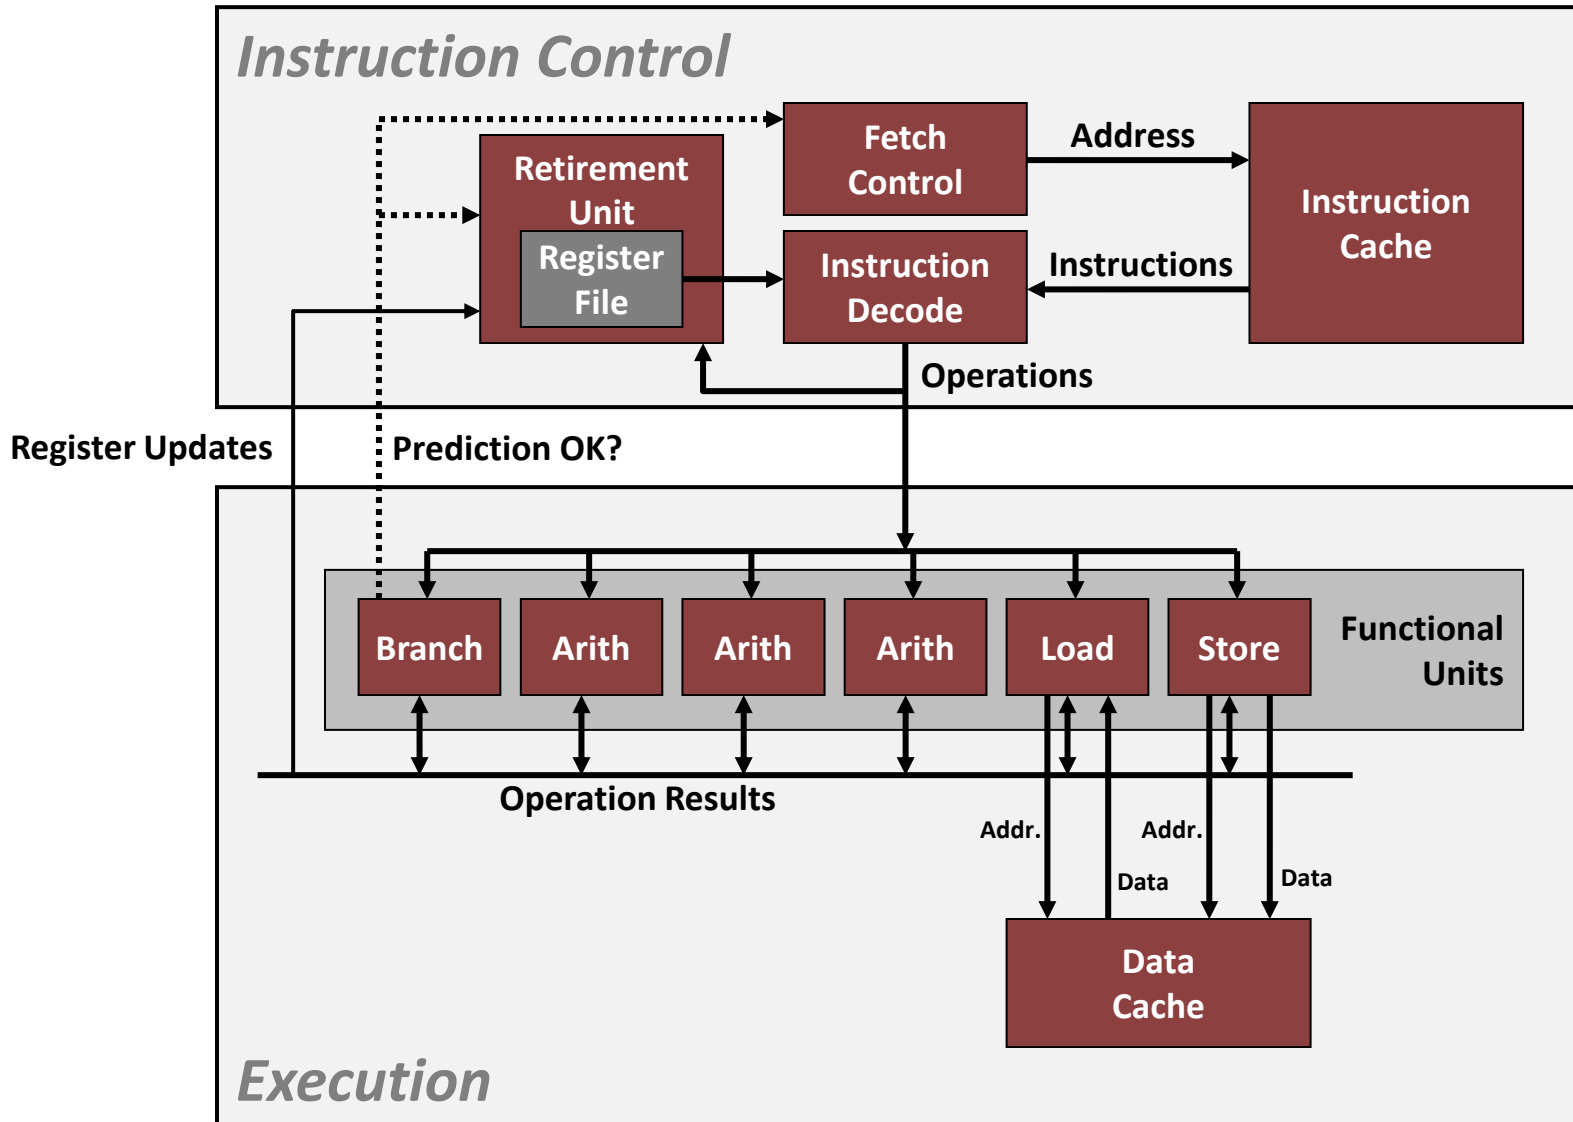 Instruction Control
Fetch
Control
Address
Instruction
Cache
Retirement
Unit
Register
File
Instruction
Decode
Instructions
Operations
Register Updates
Prediction OK?
Branch
Arith
Arith
Arith
Load
Store
Functional
Units
Operation Results
Addr.
Addr.
Data
Data
Data
Cache
Execution